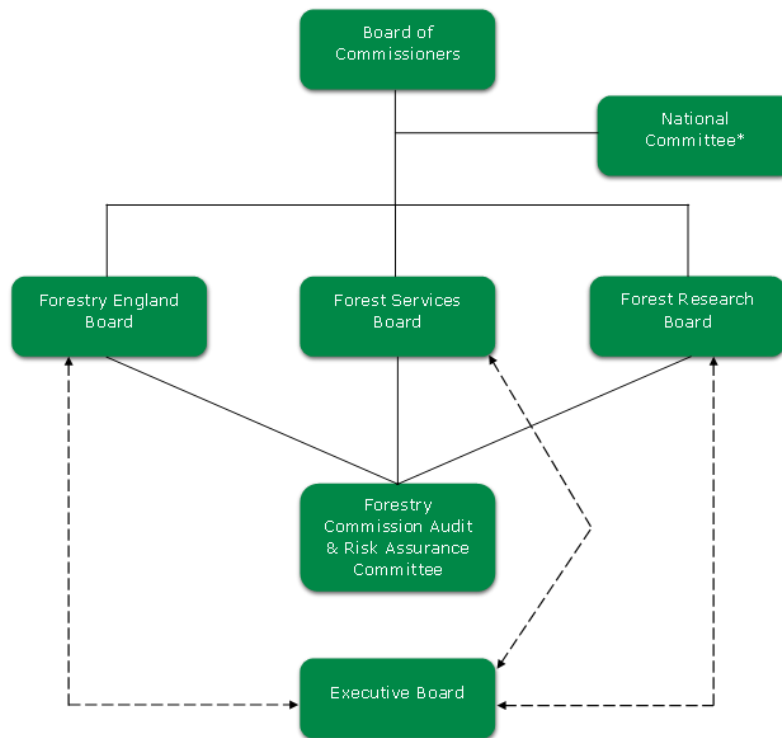 Board of
Commissioners
National
Committee*
Forestry England
Board
Forest Services
Board
Forest Research
Board
Forestry
Commission Audit
& Risk Assurance
Committee
Executive Board